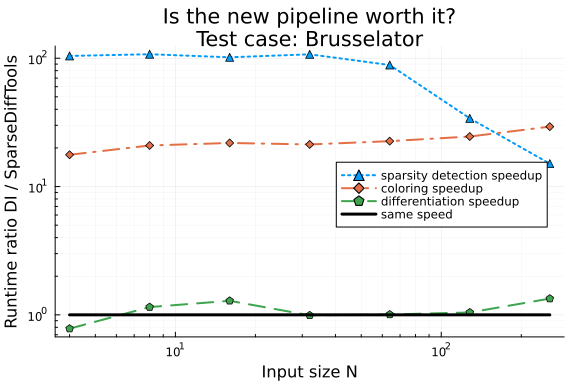 Is the new pipeline worth it?
Test case: Brusselator
Runtime ratio DI / SparseDiffTools
10²
10¹
10⁰
sparsity detection speedup
coloring speedup
differentiation speedup
same speed
10¹
10²
Input size N